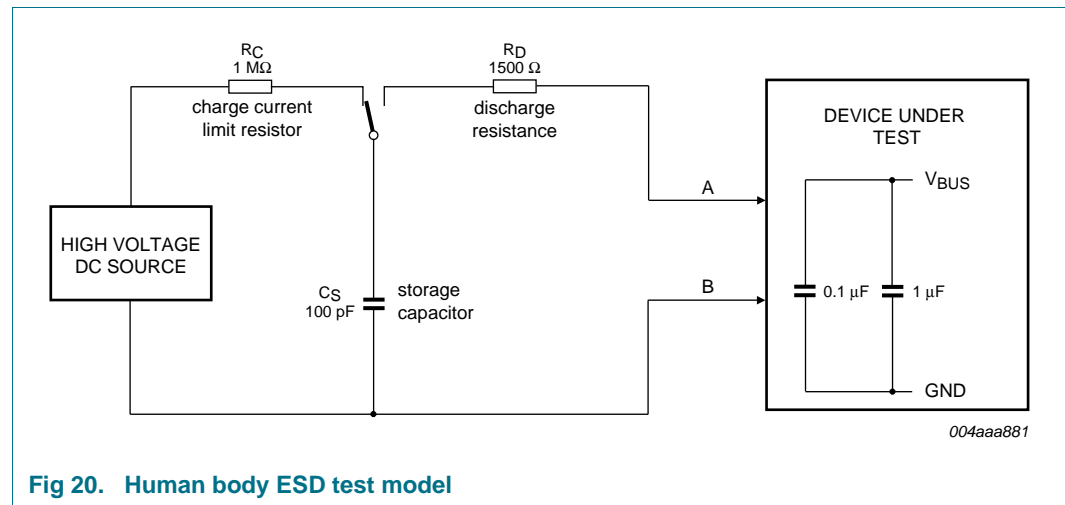 RC
1 MΩ
charge current
limit resistor
RD
1500 Ω
discharge
resistance
DEVICE UNDER
TEST
VBUS
A
HIGH VOLTAGE
DC SOURCE
CS
100 pF
storage
capacitor
B
0.1 μF
1 μF
GND
004aaa881
Fig 20. Human body ESD test model